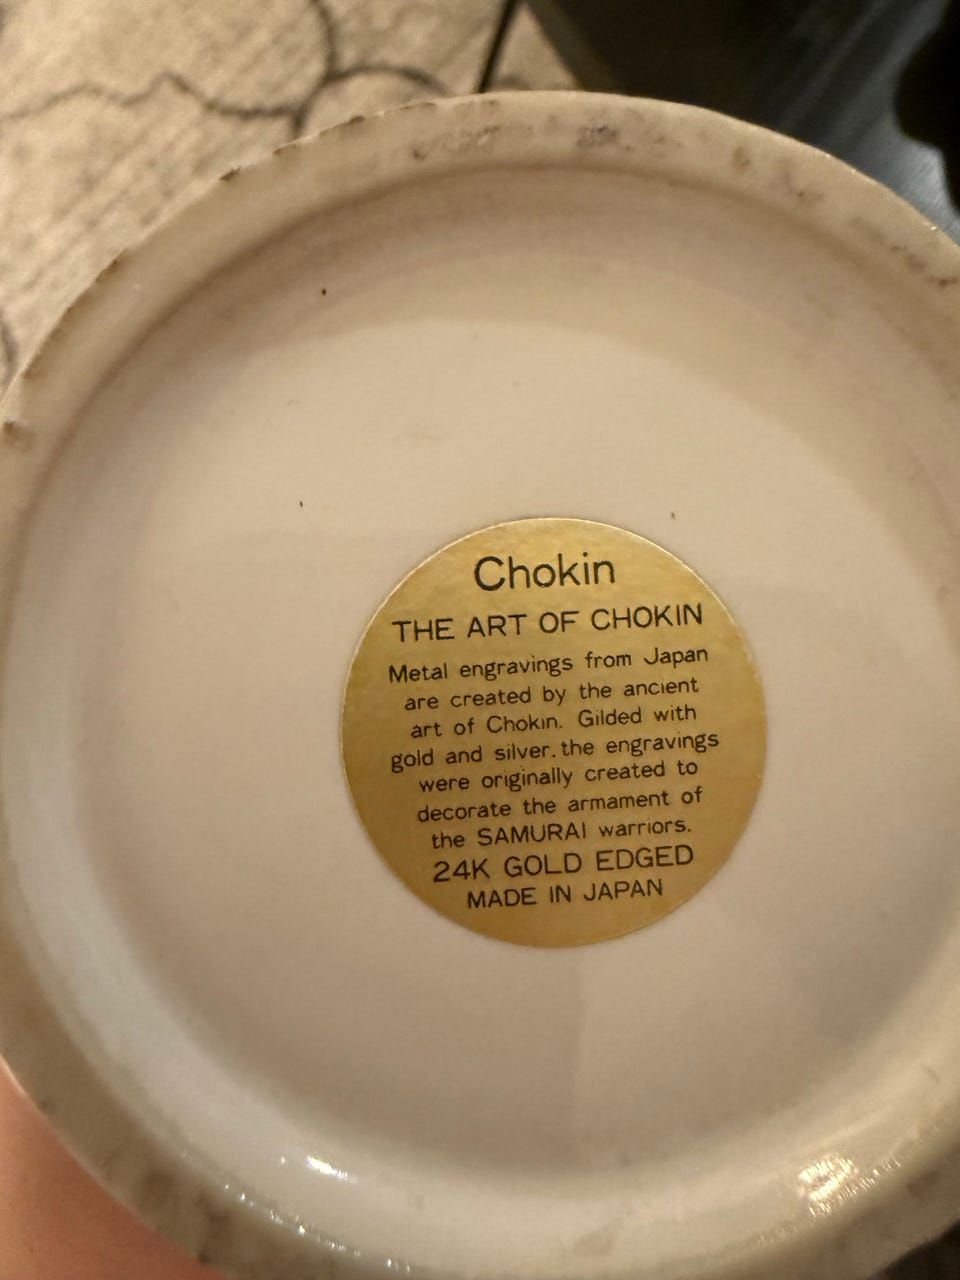 Chokin
THE ART OF CHOKIN
Metal engravings from Japan
are created by the ancient
art of Chokin. Gilded with
gold and silver. the engravings
were originally created to
decorate the armament of
the SAMURAI warriors.
24K GOLD EDGED
MADE IN JAPAN